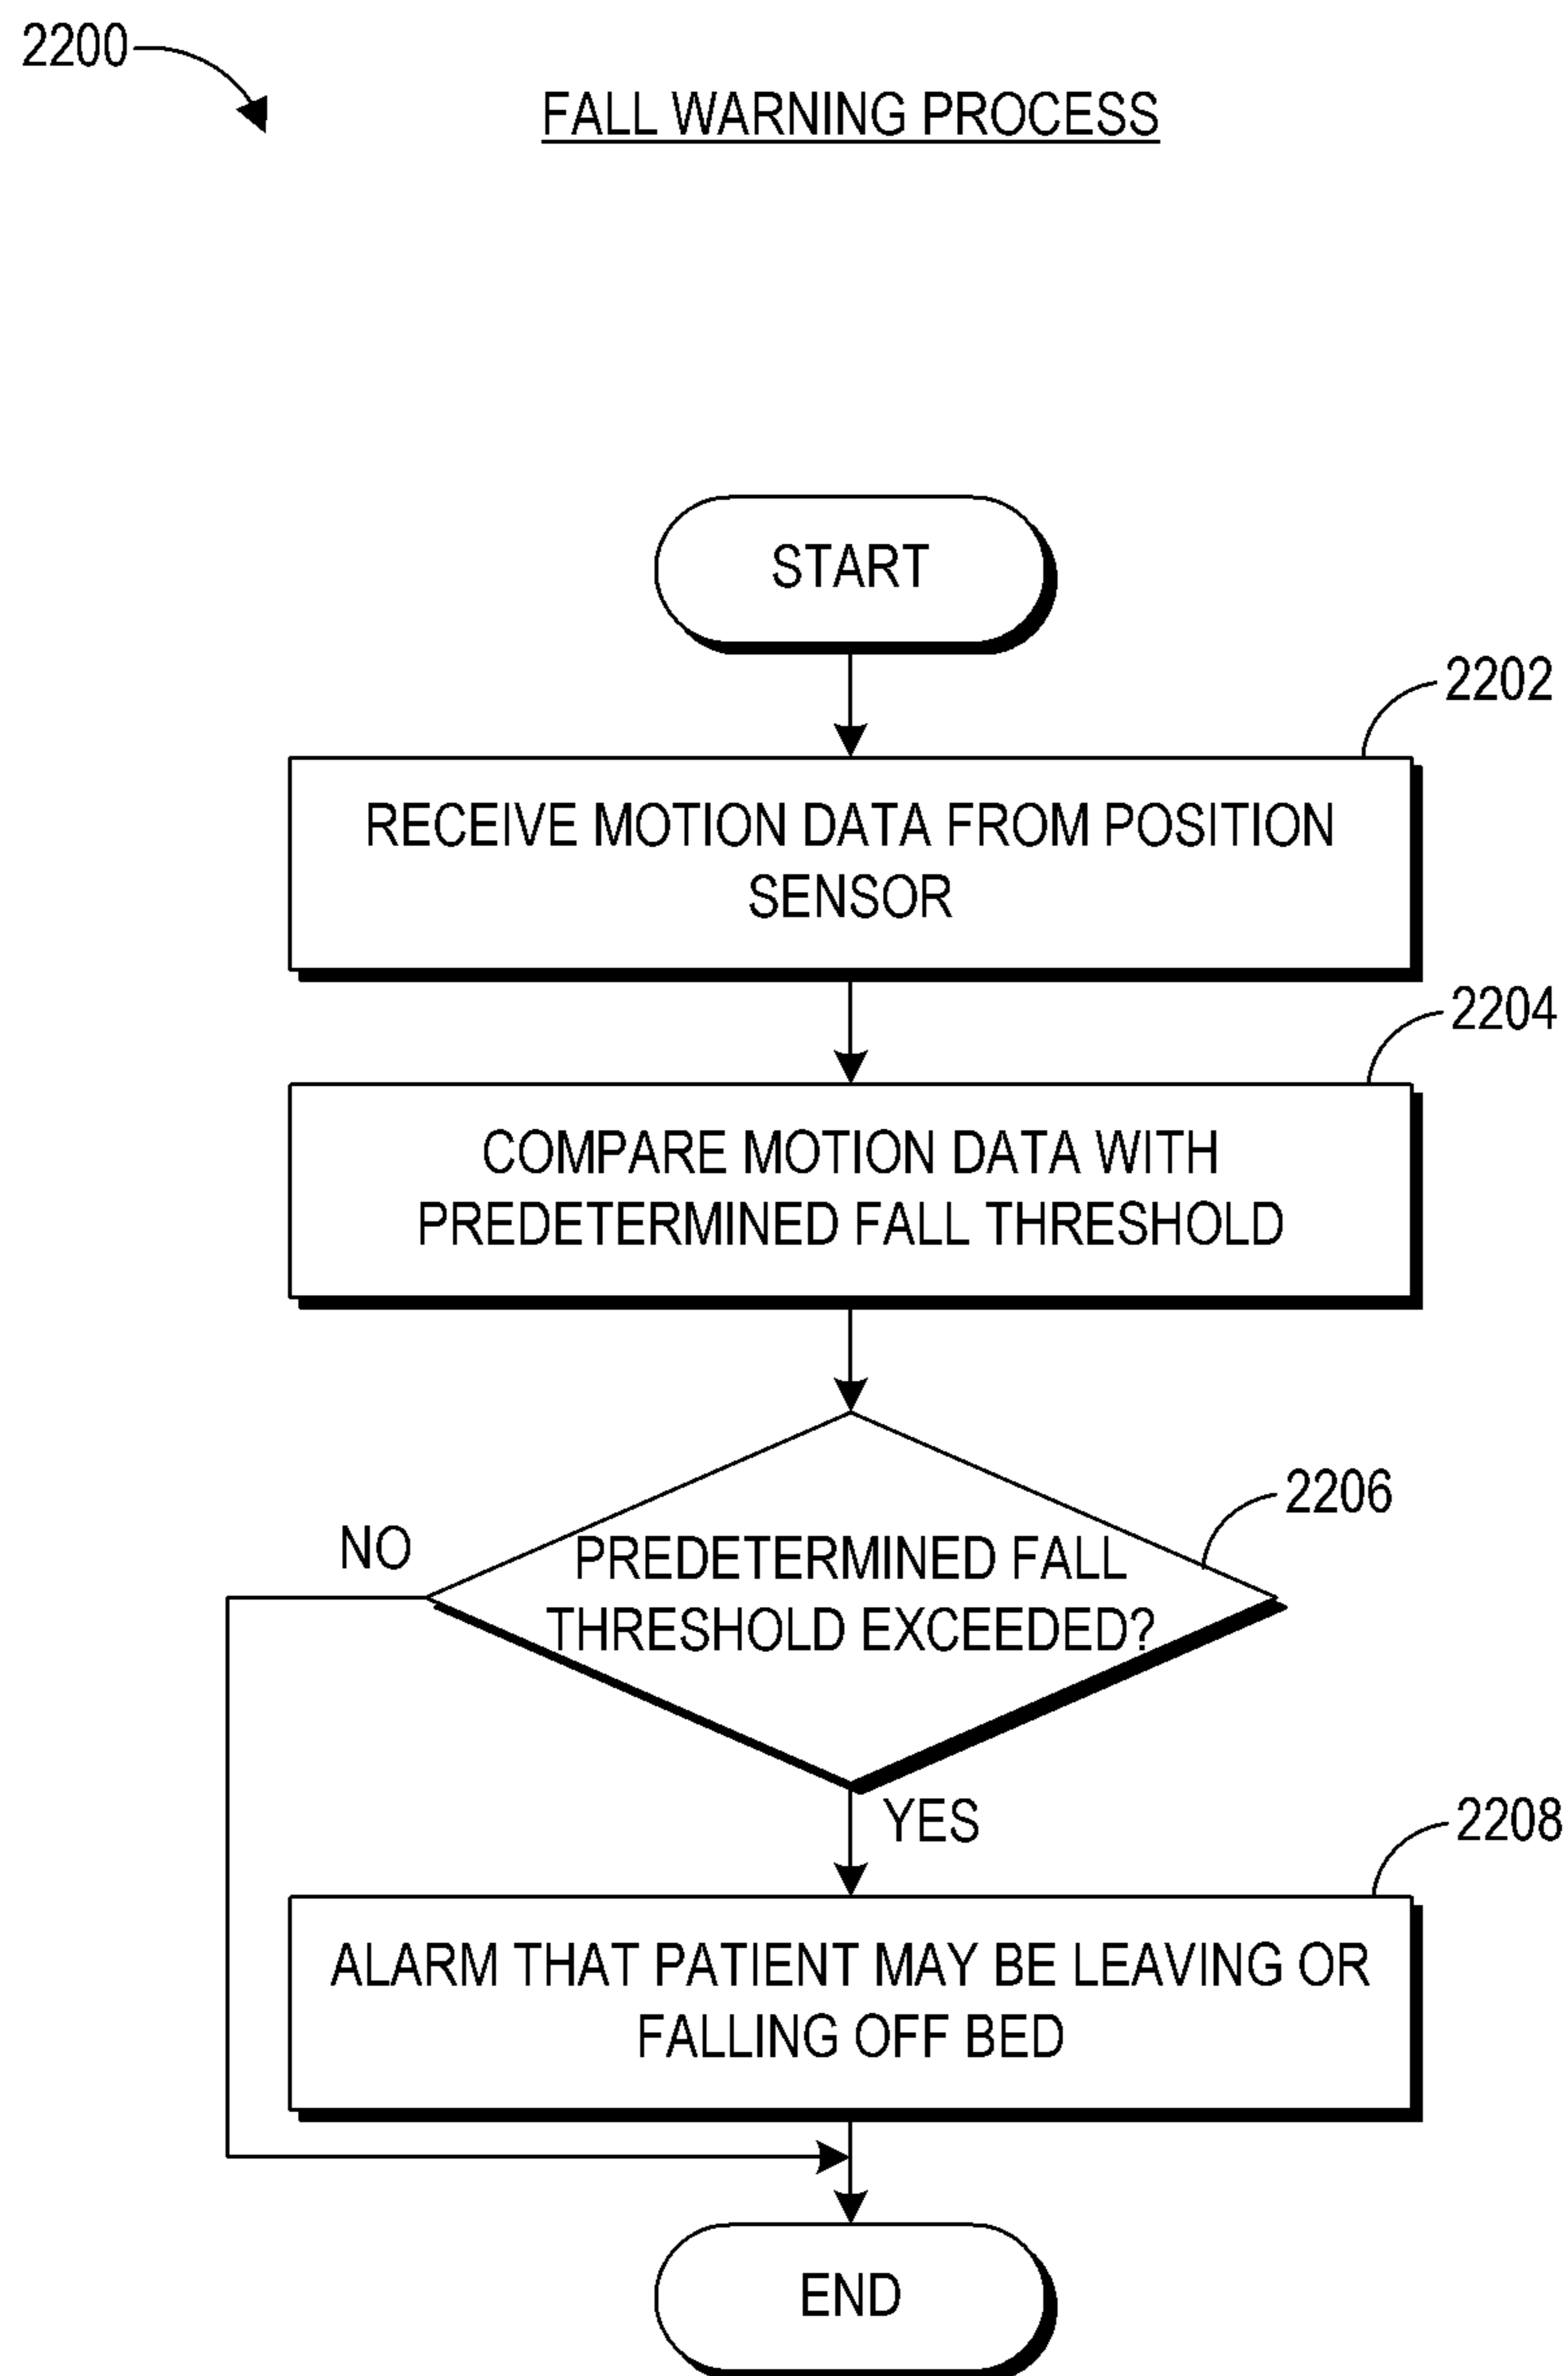 2200
FALL WARNING PROCESS
START
2202
RECEIVE MOTION DATA FROM POSITION
SENSOR
2204
COMPARE MOTION DATA WITH
PREDETERMINED FALL THRESHOLD
2206
NO
PREDETERMINED FALL
THRESHOLD EXCEEDED?
YES
2208
ALARM THAT PATIENT MAY BE LEAVING OR
FALLING OFF BED
END